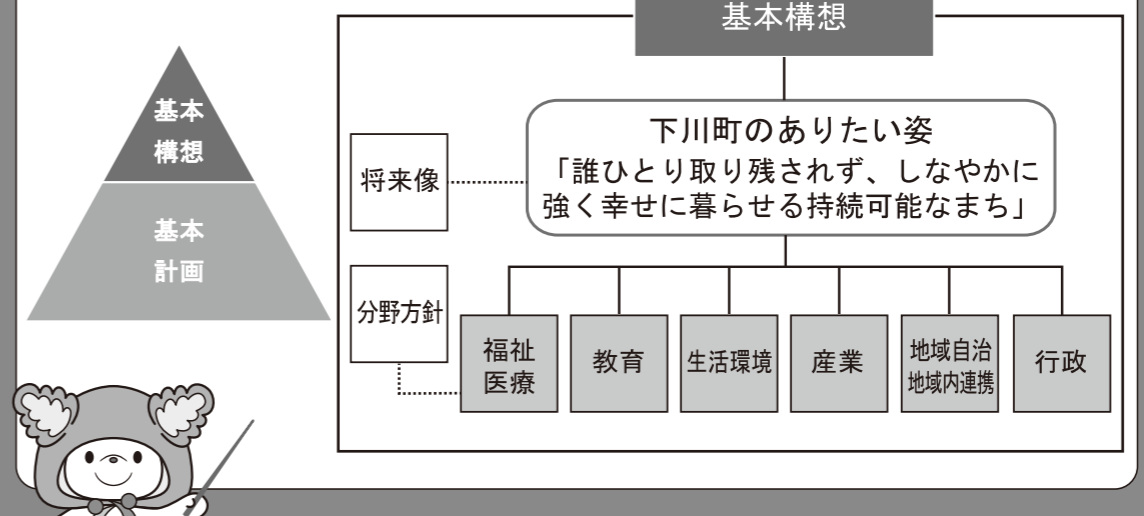 基本構想
基本
構想
基本
計画
将来像
下川町のありたい姿
「誰ひとり取り残されず、しなやかに
強く幸せに暮らせる持続可能なまち」
分野方針
福祉
医療
教育
生活環境
産業
地域自治
地域内連携
行政